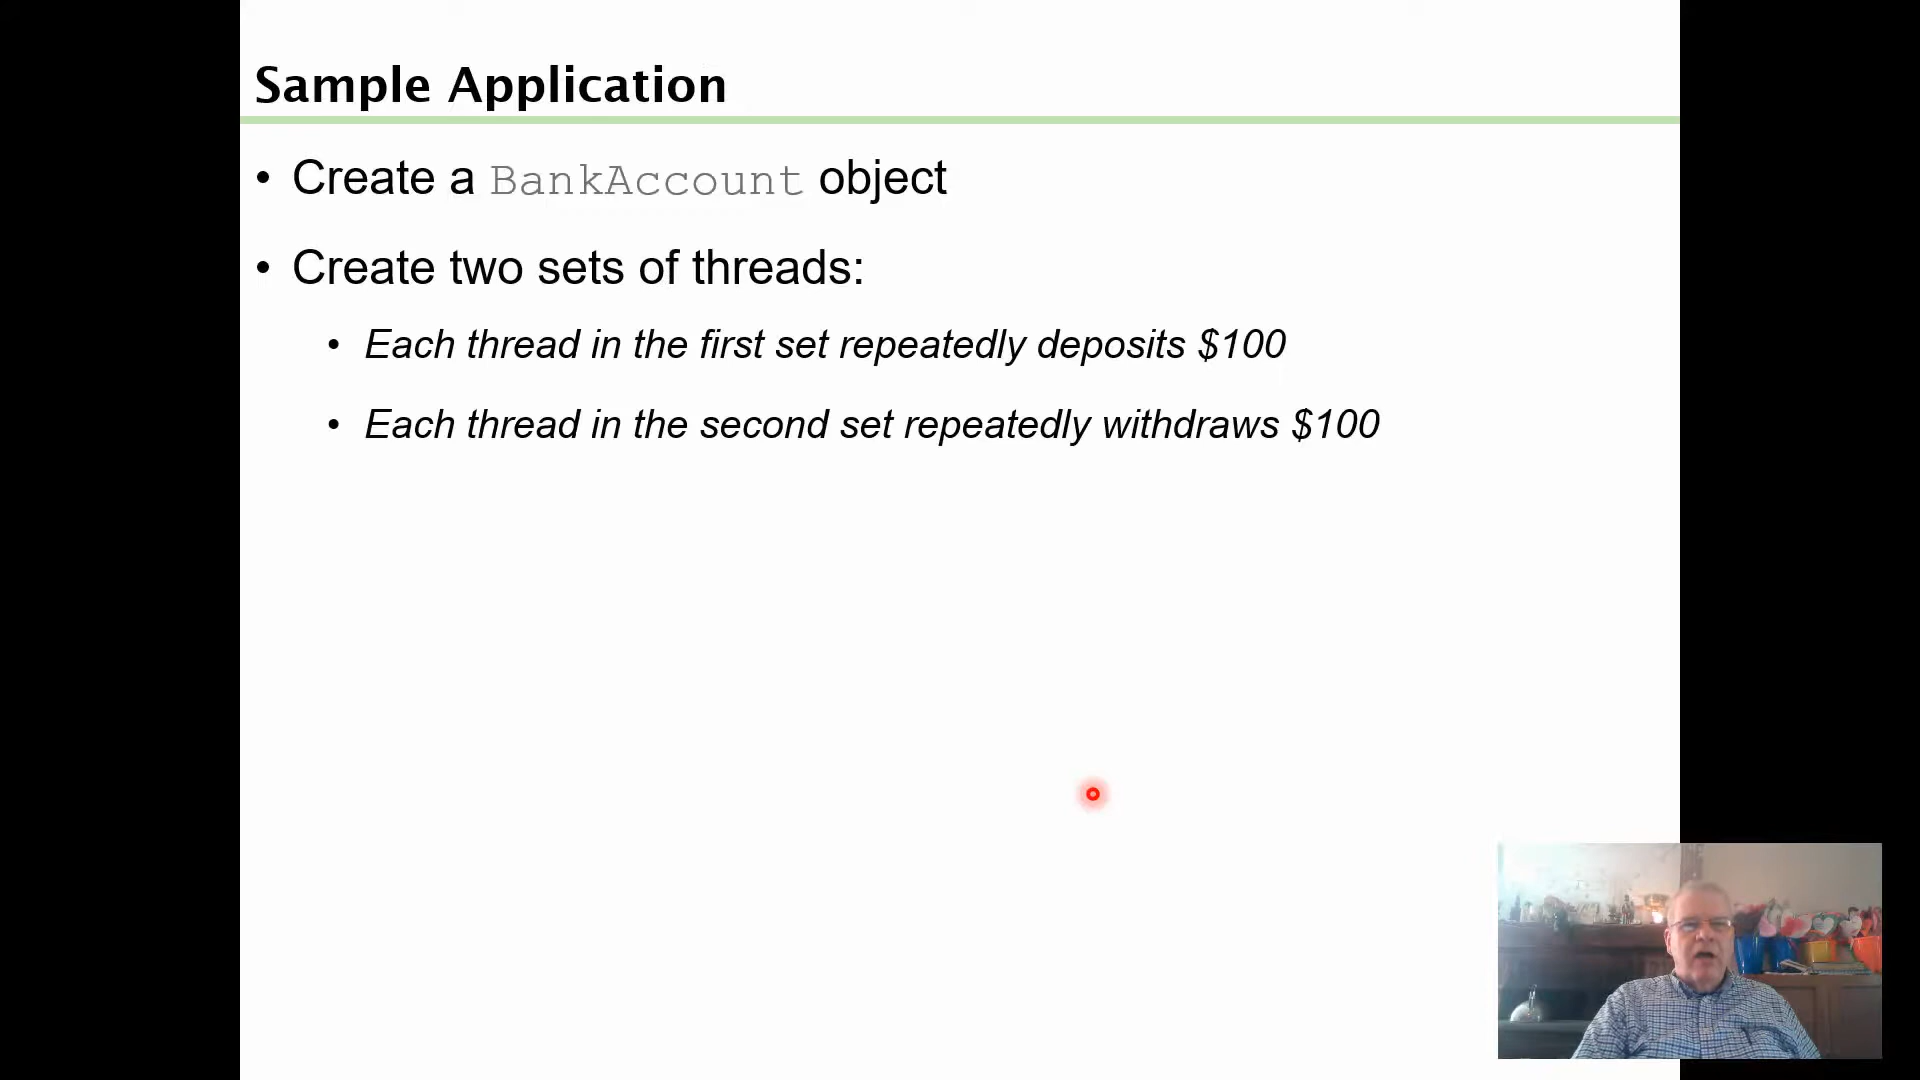 Sample Application
• Create a BankAccount object
• Create two sets of threads:
• Each thread in the first set repeatedly deposits $100
• Each thread in the second set repeatedly withdraws $100